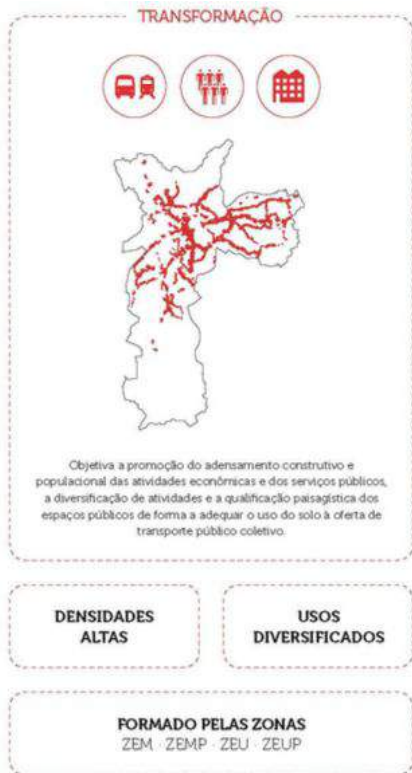 TRANSFORMAÇÃO
Objetiva a promoção do adensamento construtivo e
populacional das atividades econômicas e dos serviços públicos,
a diversificação de atividades e a qualificação paisagística dos
espaços públicos de forma a adequar o uso do solo à oferta de
transporte público coletivo.
DENSIDADES
ALTAS
USOS
DIVERSIFICADOS
FORMADO PELAS ZONAS
ZEM · ZEMP · ZEU · ZEUP